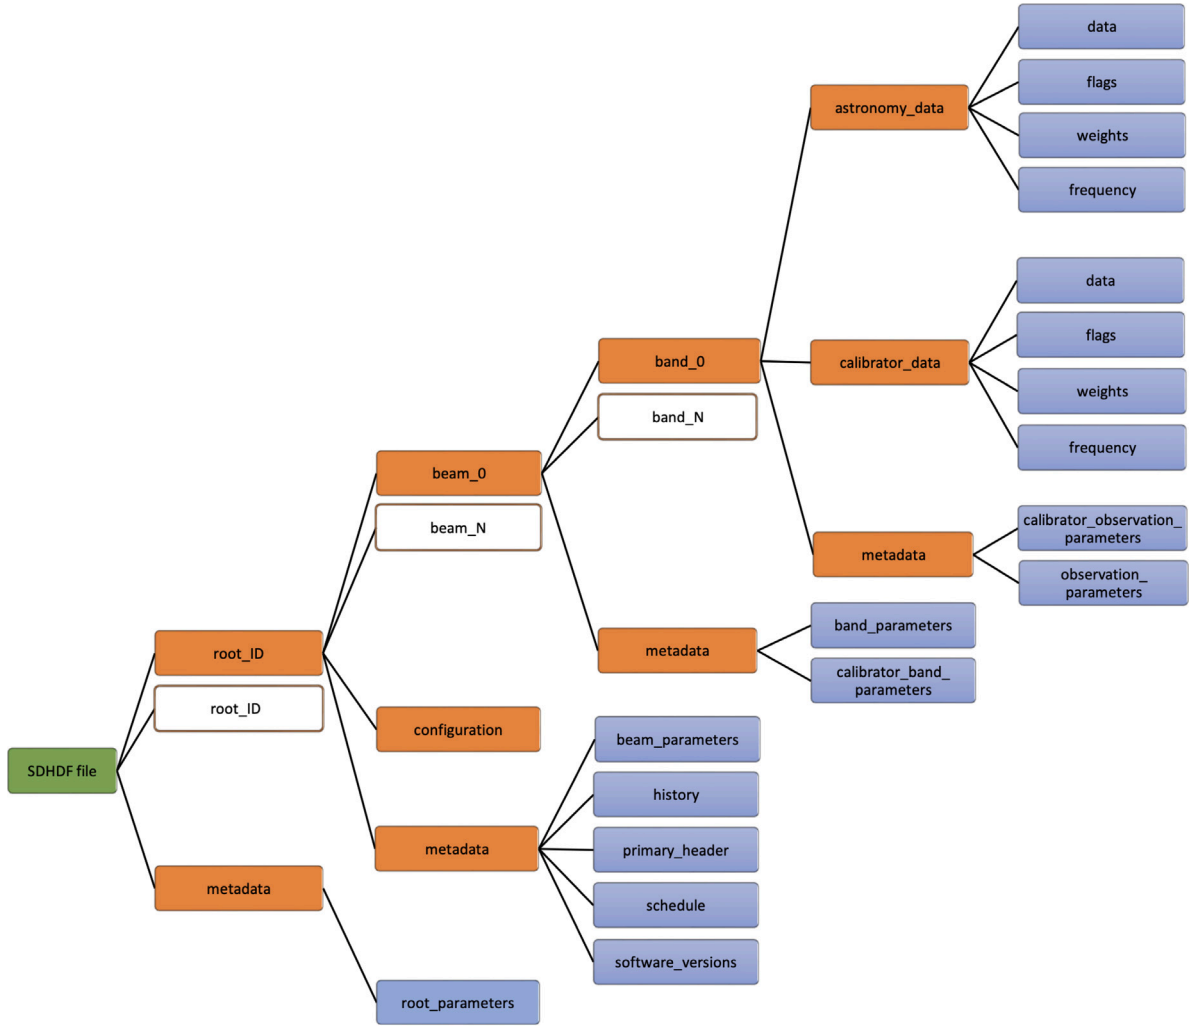 data
flags
astronomy_data
weights
frequency
data
flags
band_0
calibrator_data
weights
band_N
frequency
beam_0
calibrator_observation_
parameters
beam_N
metadata
observation_
parameters
band_parameters
root_ID
metadata
calibrator_band_
parameters
root_ID
configuration
beam_parameters
SDHDF file
history
metadata
primary_header
metadata
schedule
software_versions
root_parameters